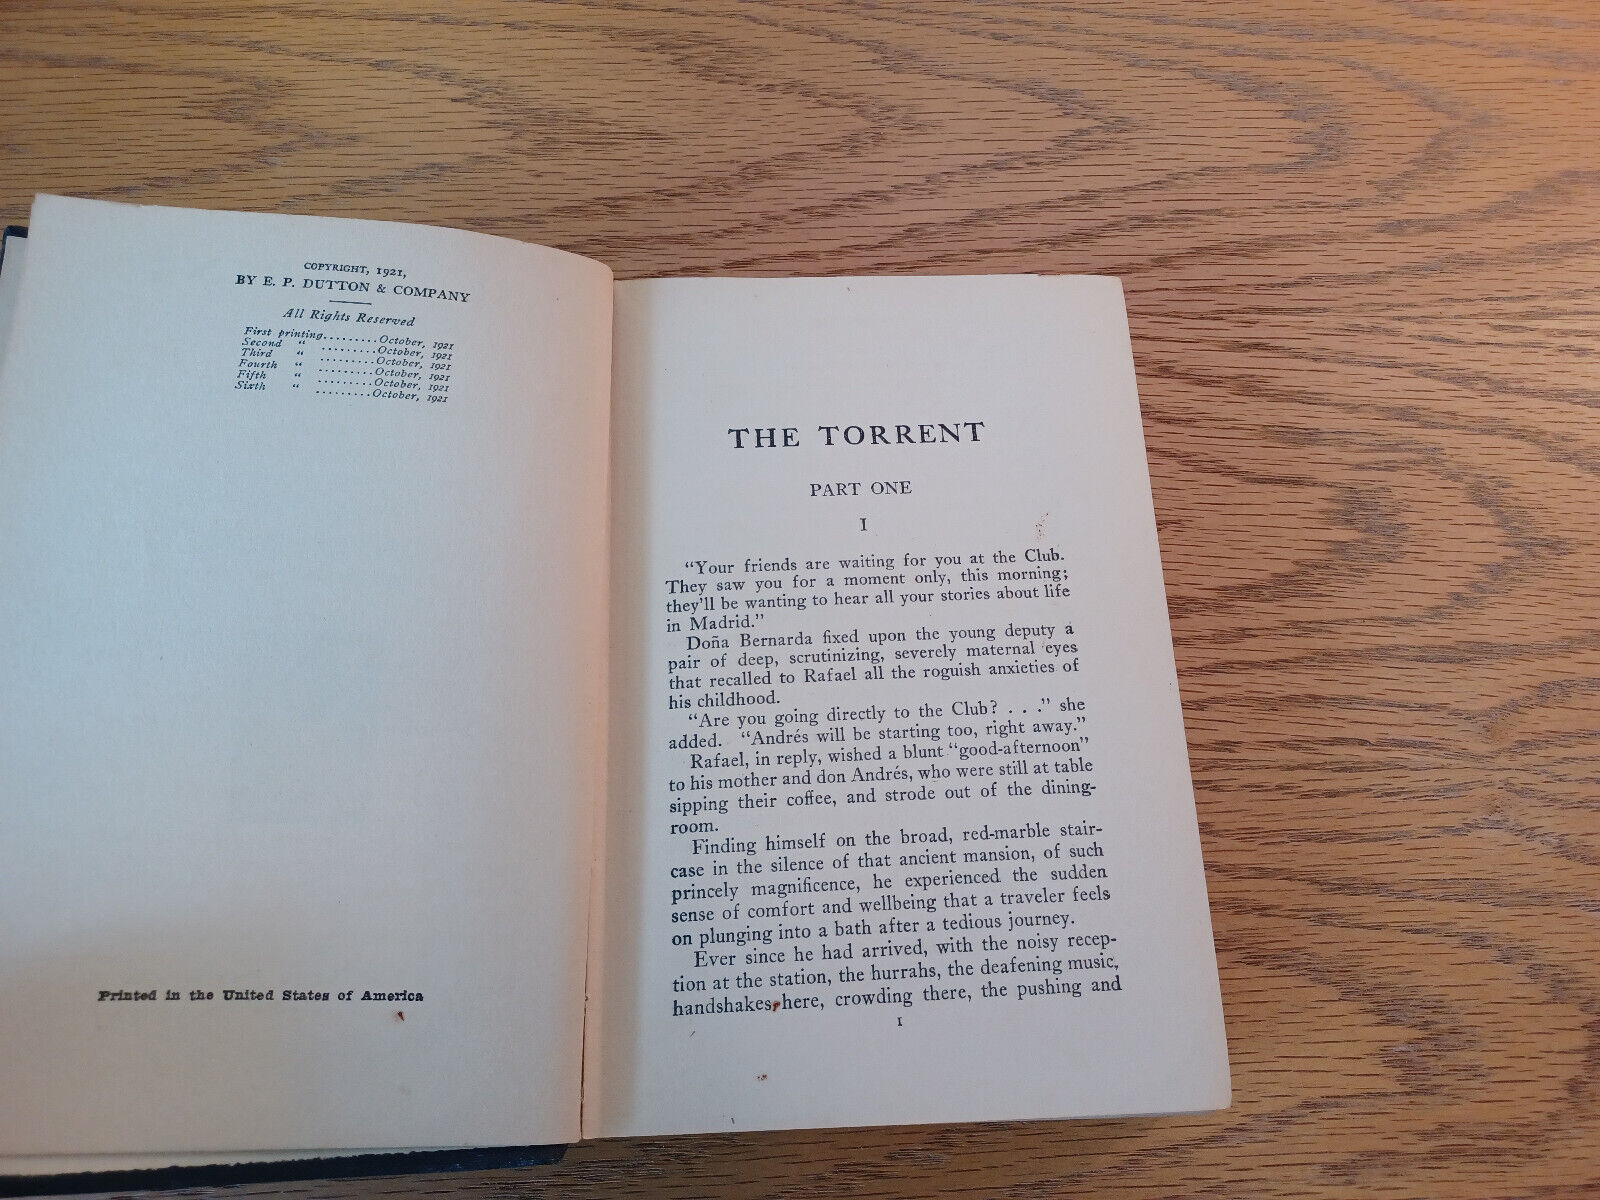 COPYRIGHT, 1921,
BY E. P. DUTTON & COMPANY
All Rights Reserved
First printing.........October, 1921
Second " .........October, 1921
Third " .........October, 1921
Fourth " .........October, 1921
Fifth " .........October, 1921
Sixth " .........October, 1921
Printed in the United States of America
THE TORRENT
PART ONE
I
"Your friends are waiting for you at the Club.
They saw you for a moment only, this morning;
they'll be wanting to hear all your stories about life
in Madrid."
Doña Bernarda fixed upon the young deputy a
pair of deep, scrutinizing, severely maternal eyes
that recalled to Rafael all the roguish anxieties of
his childhood.
"Are you going directly to the Club? . . ." she
added. "Andrés will be starting too, right away."
Rafael, in reply, wished a blunt "good-afternoon"
to his mother and don Andrés, who were still at table
sipping their coffee, and strode out of the dining-
room.
Finding himself on the broad, red-marble stair-
case in the silence of that ancient mansion, of such
princely magnificence, he experienced the sudden
sense of comfort and wellbeing that a traveler feels
on plunging into a bath after a tedious journey.
Ever since he had arrived, with the noisy recep-
tion at the station, the hurrahs, the deafening music,
handshakes here, crowding there, the pushing and
1